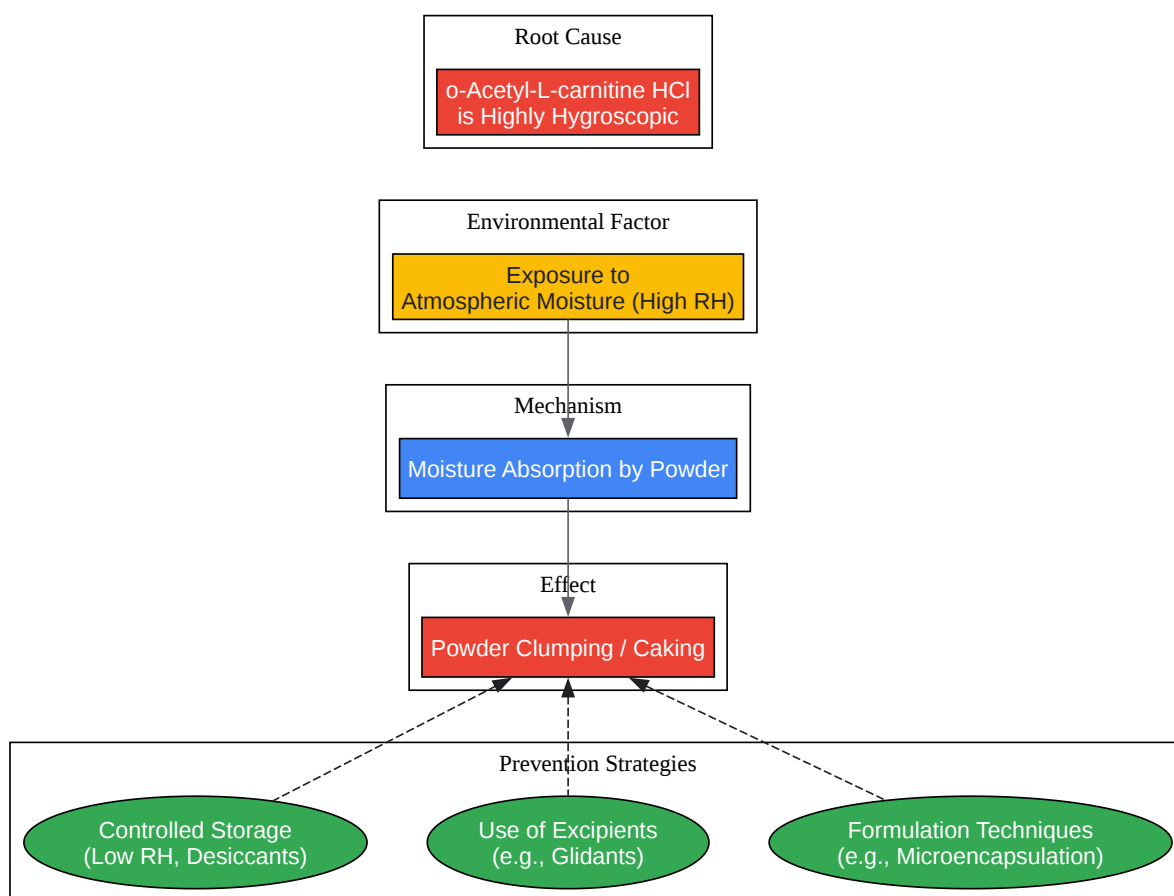 Root Cause
o-Acetyl-L-carnitine HCl
is Highly Hygroscopic
Environmental Factor
Exposure to
Atmospheric Moisture (High RH)
Mechanism
Moisture Absorption by Powder
Effect
Powder Clumping / Caking
Prevention Strategies
Controlled Storage
(Low RH, Desiccants)
Use of Excipients
(e.g., Glidants)
Formulation Techniques
(e.g., Microencapsulation)